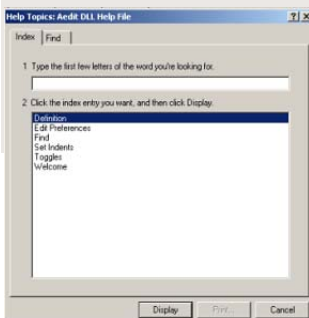 Help Topics: Aedit DLL Help File
Index Find
1 Type the first few letters of the word you're looking for.
2 Click the index entry you want, and then click Display.
Definition
Edit Preferences
Find
Set Indents
Toggles
Welcome
Display Print... Cancel